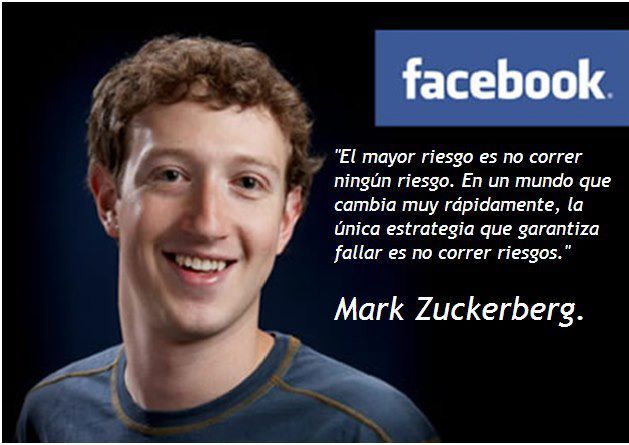 facebook.
"El mayor riesgo es no correr
ningún riesgo. En un mundo que
cambia muy rápidamente, la
única estrategia que garantiza
fallar es no correr riesgos."
Mark Zuckerberg.